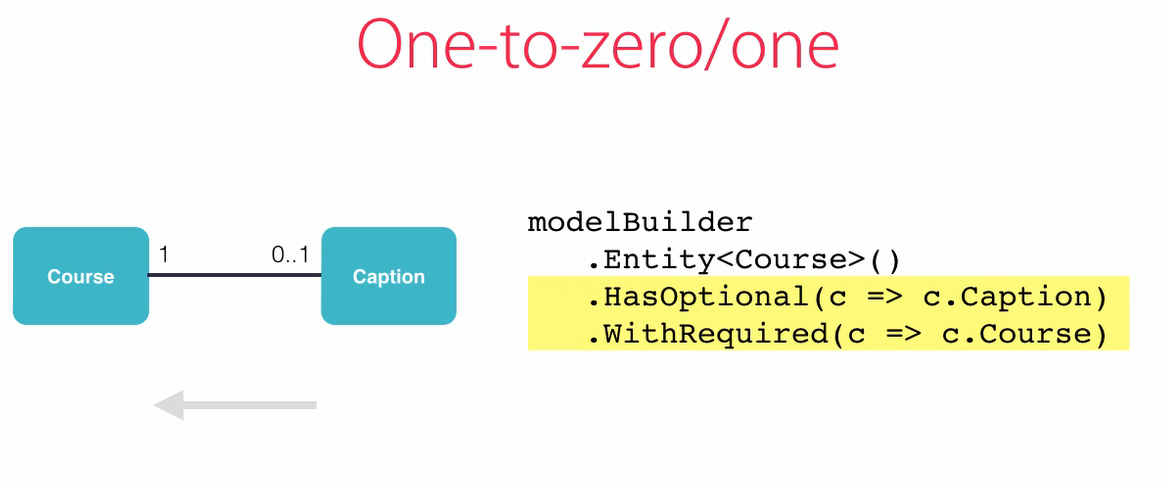 One-to-zero/one
Course
1
0..1
Caption
modelBuilder
.Entity<Course>()
.HasOptional(c => c.Caption)
.WithRequired(c => c.Course)